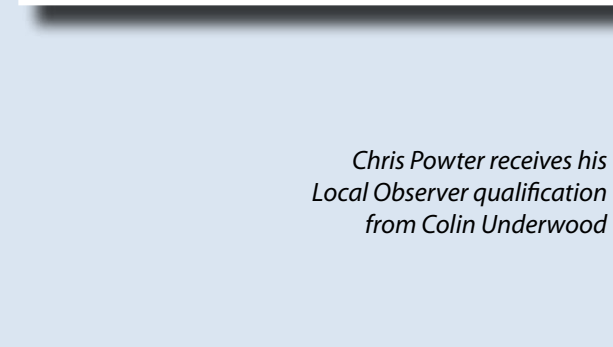 Chris Powter receives his
Local Observer qualification
from Colin Underwood